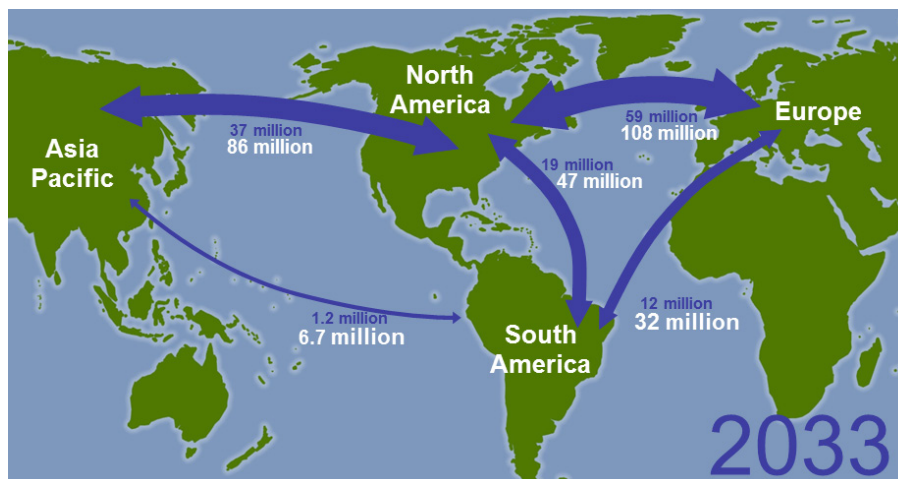 North
America
Europe
Asia
Pacific
37 million
86 million
59 million
108 million
19 million
47 million
1.2 million
6.7 million
12 million
32 million
South
America
2033